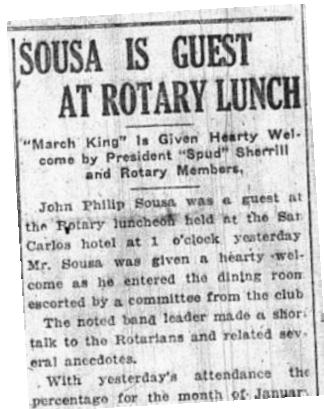 SOUSA IS GUEST
AT ROTARY LUNCH
"March King" Is Given Hearty Wel-
come by President "Spud" Sherrill
and Rotary Members,
John Philip Sousa was a guest at
the Rotary luncheon held at the San
Carlos hotel at 1 o'clock yesterday
Mr. Sousa was given a hearty wel-
come as he entered the dining room
escorted by a committee from the club
The noted band leader made a shor
talk to the Rotarians and related sev
eral anecdotes.
With yesterday's attendance the
percentage for the month of January